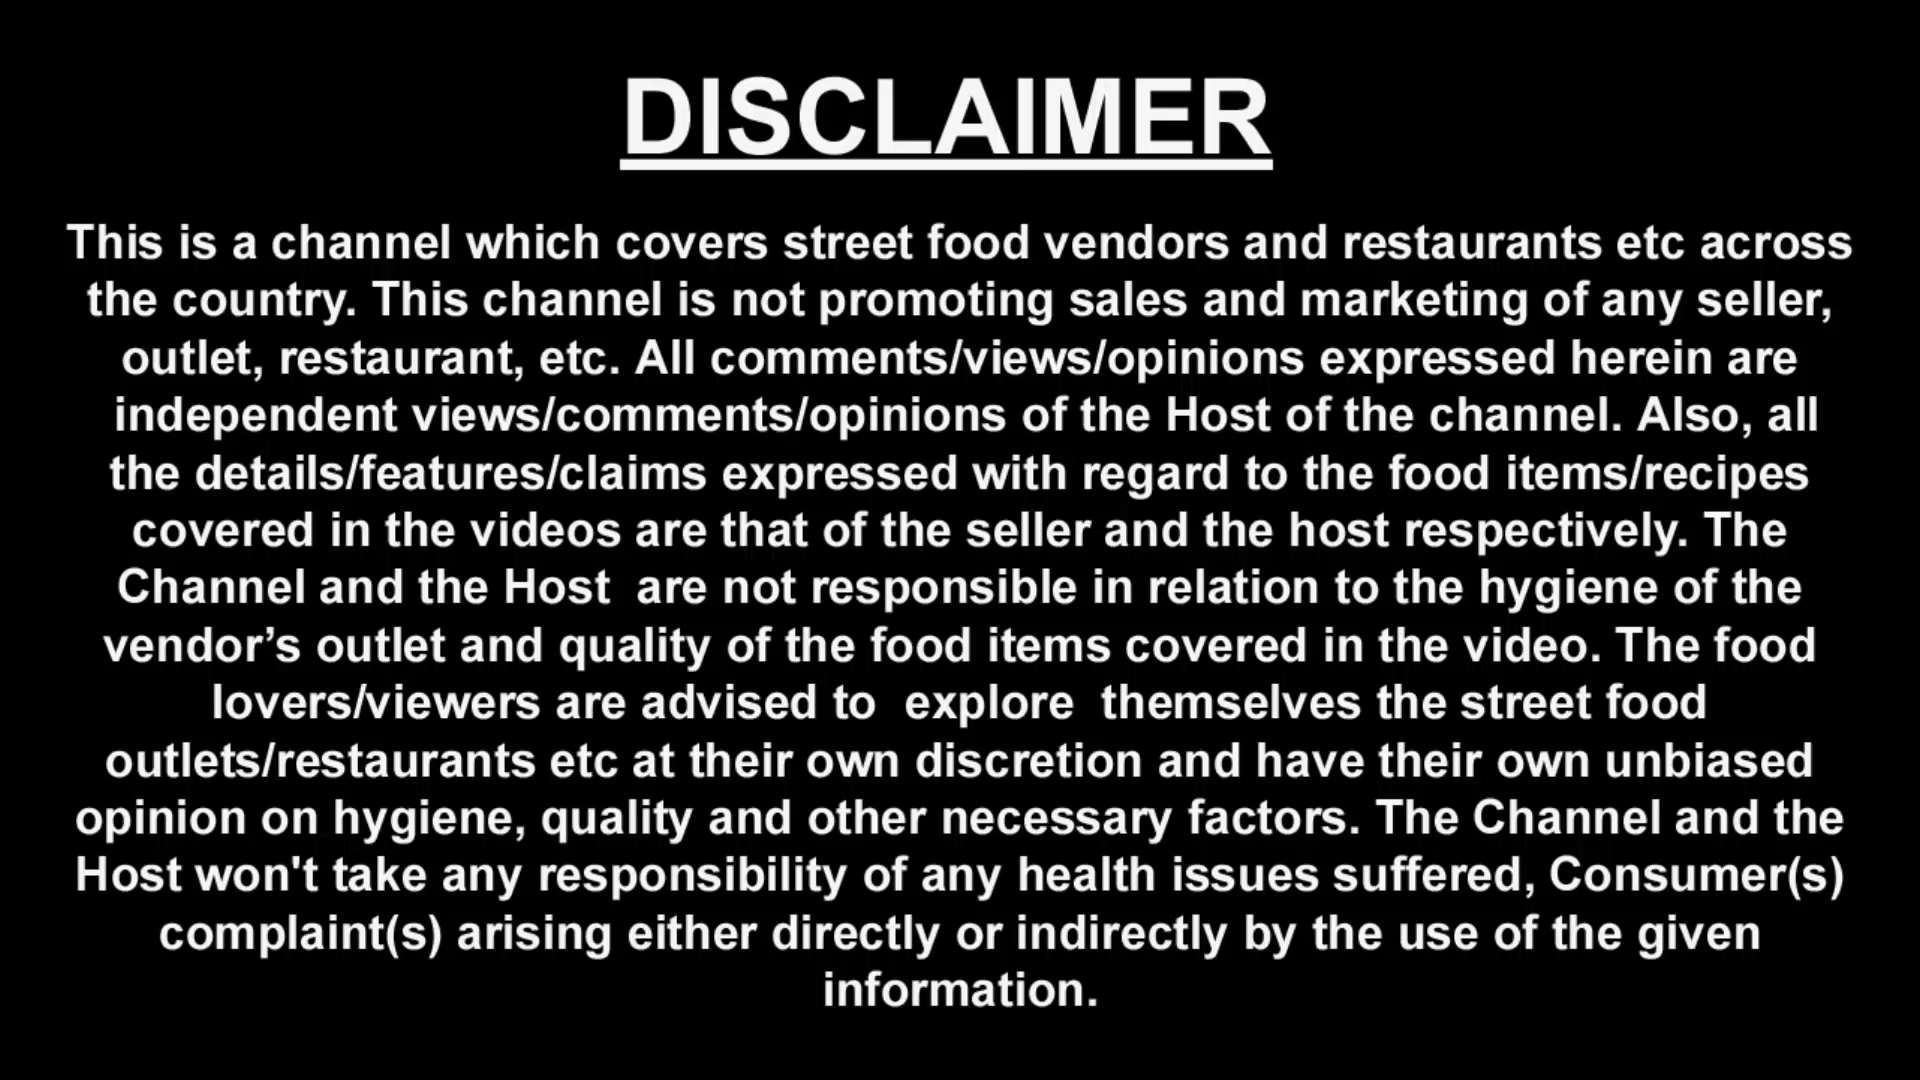 DISCLAIMER
This is a channel which covers street food vendors and restaurants etc across
the country. This channel is not promoting sales and marketing of any seller,
outlet, restaurant, etc. All comments/views/opinions expressed herein are
independent views/comments/opinions of the Host of the channel. Also, all
the details/features/claims expressed with regard to the food items/recipes
covered in the videos are that of the seller and the host respectively. The
Channel and the Host  are not responsible in relation to the hygiene of the
vendor’s outlet and quality of the food items covered in the video. The food
lovers/viewers are advised to  explore  themselves the street food
outlets/restaurants etc at their own discretion and have their own unbiased
opinion on hygiene, quality and other necessary factors. The Channel and the
Host won't take any responsibility of any health issues suffered, Consumer(s)
complaint(s) arising either directly or indirectly by the use of the given
information.